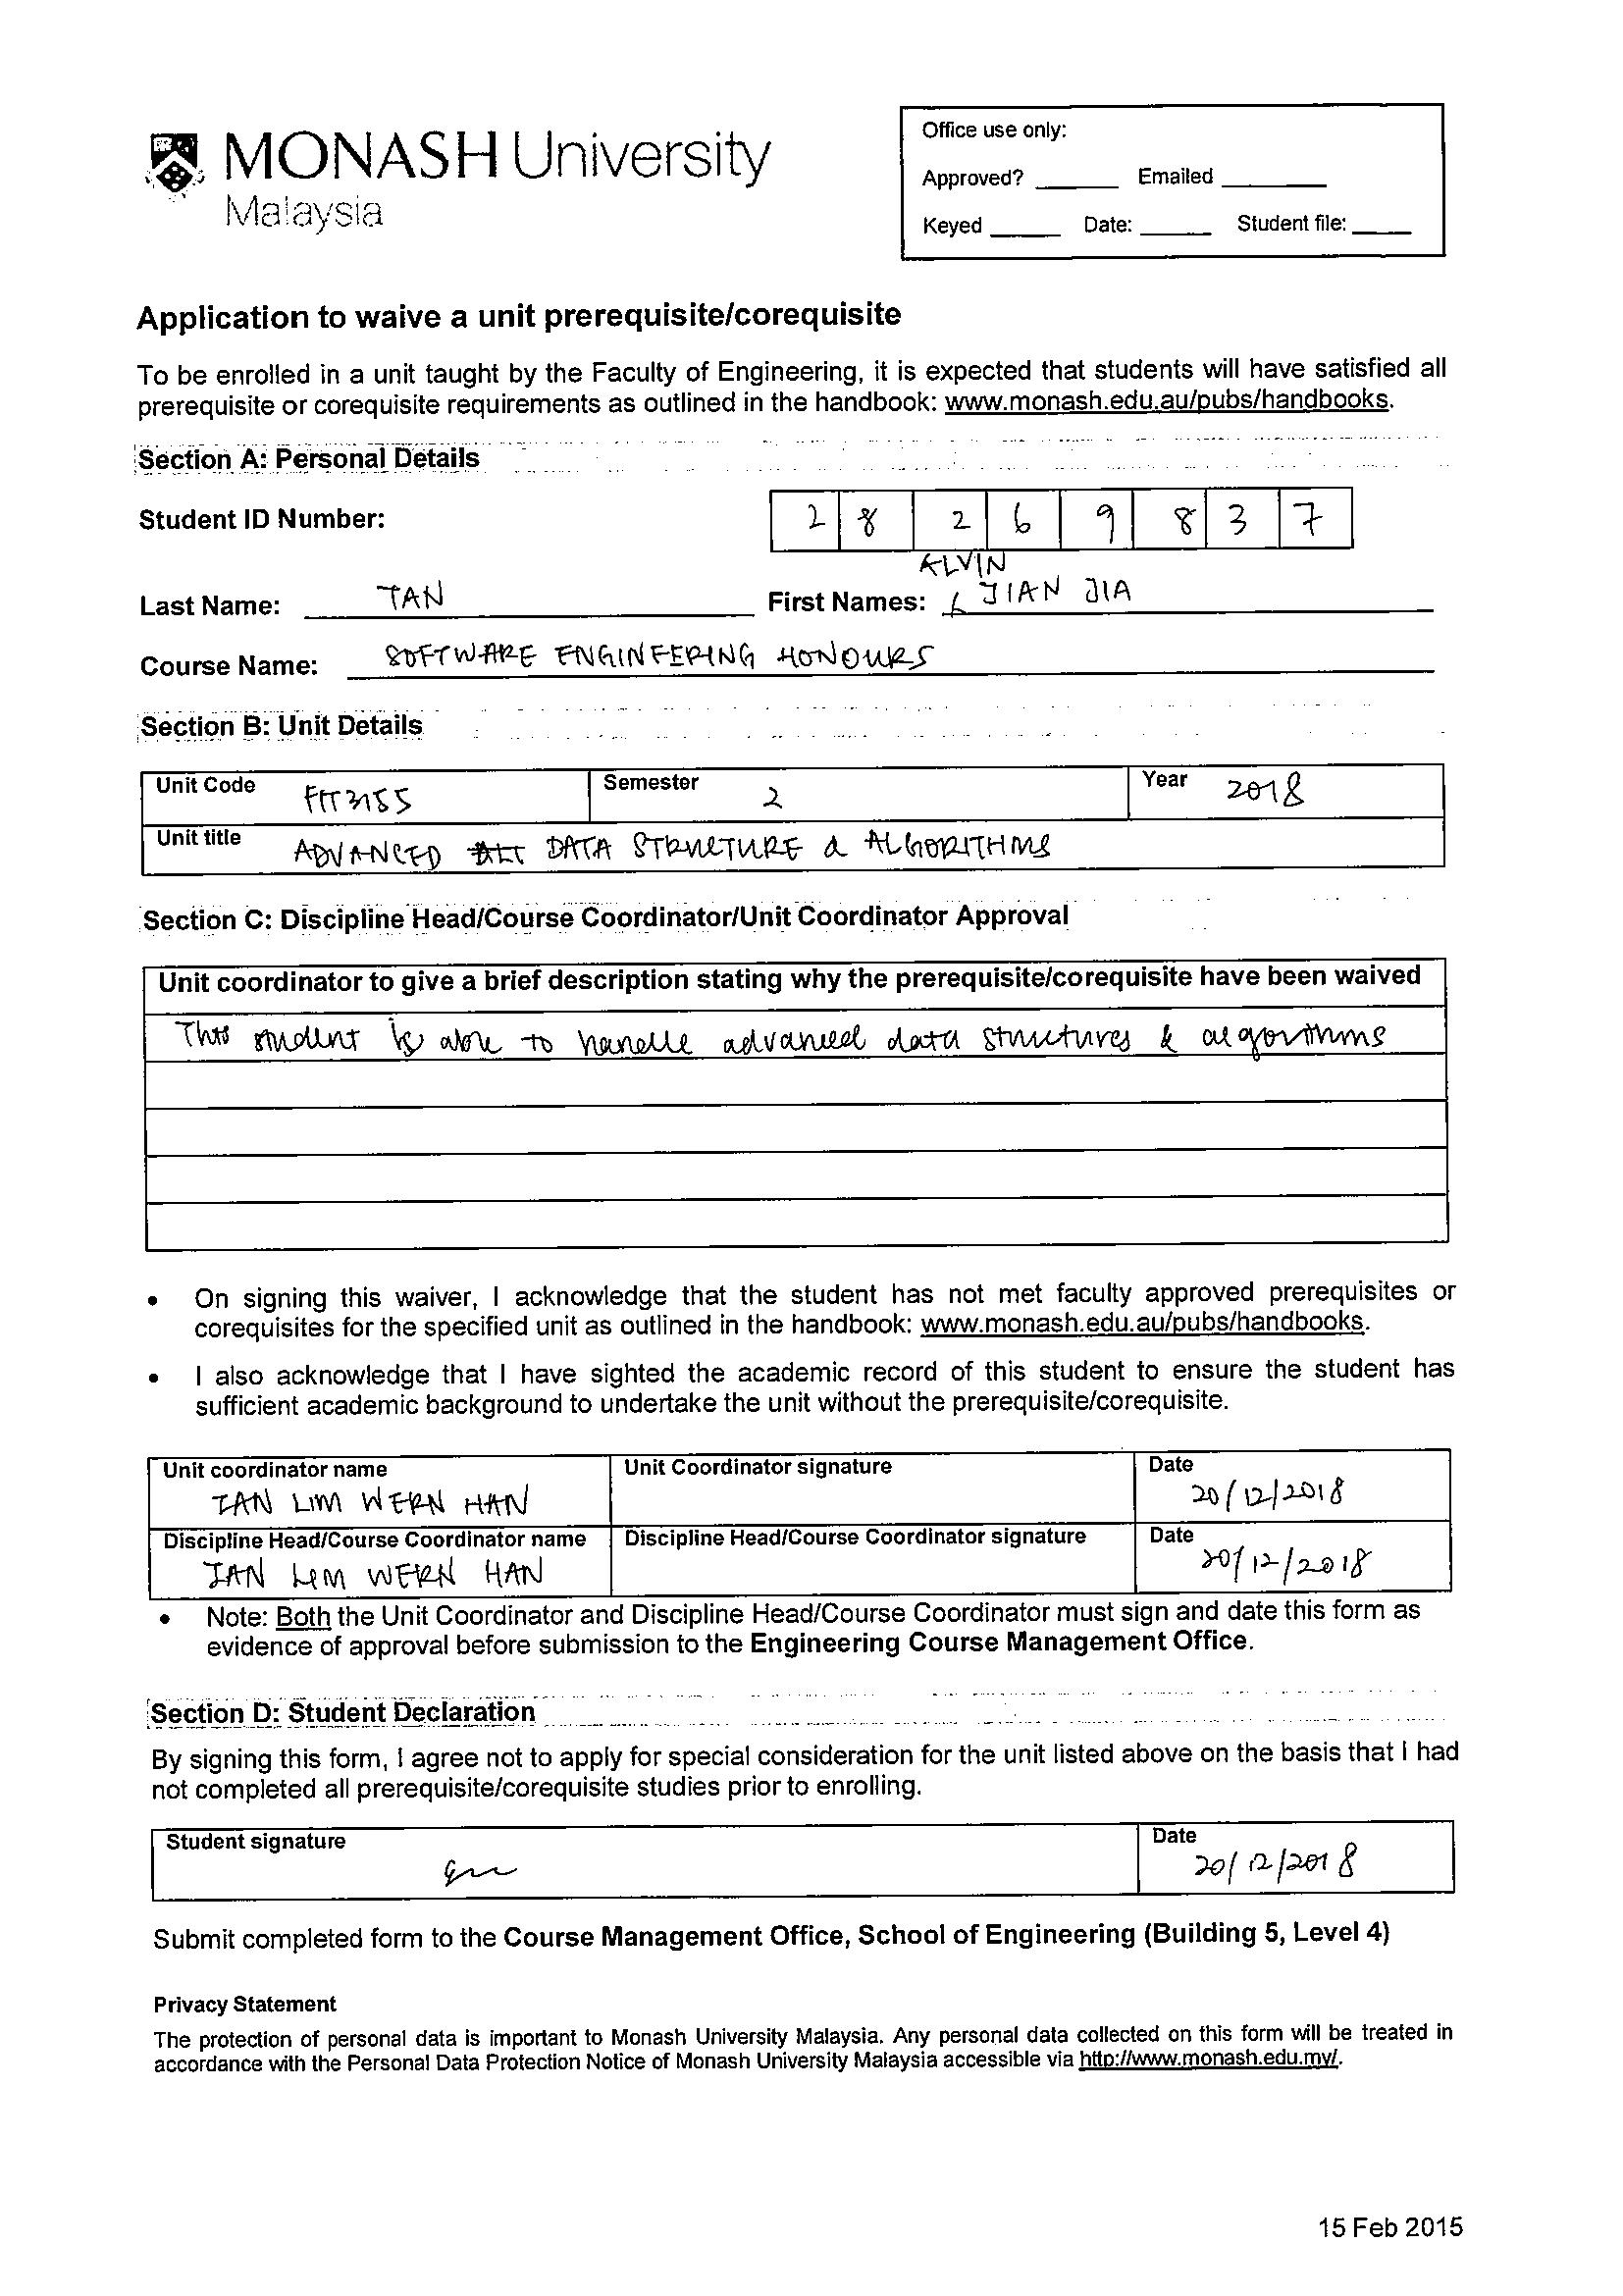 MONASH University
Malaysia
Office use only:
Approved? ______ Emailed ______
Keyed ______ Date: ______ Student file: ______
Application to waive a unit prerequisite/corequisite
To be enrolled in a unit taught by the Faculty of Engineering, it is expected that students will have satisfied all
prerequisite or corequisite requirements as outlined in the handbook: www.monash.edu.au/pubs/handbooks.
Section A: Personal Details
Student ID Number: 2 8 2 6 9 8 3 7
KLVIN
Last Name: TAN First Names: JIAN JIA
Course Name: SOFTWARE ENGINEERING HONOURS
Section B: Unit Details
Unit Code FIT3155 Semester 2 Year 2018
Unit title ADVANCED DATA STRUCTURE & ALGORITHMS
Section C: Discipline Head/Course Coordinator/Unit Coordinator Approval
Unit coordinator to give a brief description stating why the prerequisite/corequisite have been waived
This student is able to handle advanced data structures & algorithms
• On signing this waiver, I acknowledge that the student has not met faculty approved prerequisites or
corequisites for the specified unit as outlined in the handbook: www.monash.edu.au/pubs/handbooks.
• I also acknowledge that I have sighted the academic record of this student to ensure the student has
sufficient academic background to undertake the unit without the prerequisite/corequisite.
Unit coordinator name Unit Coordinator signature Date
IAN LIM WERN HAN 20/12/2018
Discipline Head/Course Coordinator name Discipline Head/Course Coordinator signature Date
IAN LIM WERN HAN 20/12/2018
• Note: Both the Unit Coordinator and Discipline Head/Course Coordinator must sign and date this form as
evidence of approval before submission to the Engineering Course Management Office.
Section D: Student Declaration
By signing this form, I agree not to apply for special consideration for the unit listed above on the basis that I had
not completed all prerequisite/corequisite studies prior to enrolling.
Student signature Date
20/12/2018
Submit completed form to the Course Management Office, School of Engineering (Building 5, Level 4)
Privacy Statement
The protection of personal data is important to Monash University Malaysia. Any personal data collected on this form will be treated in
accordance with the Personal Data Protection Notice of Monash University Malaysia accessible via http://www.monash.edu.my/.
15 Feb 2015